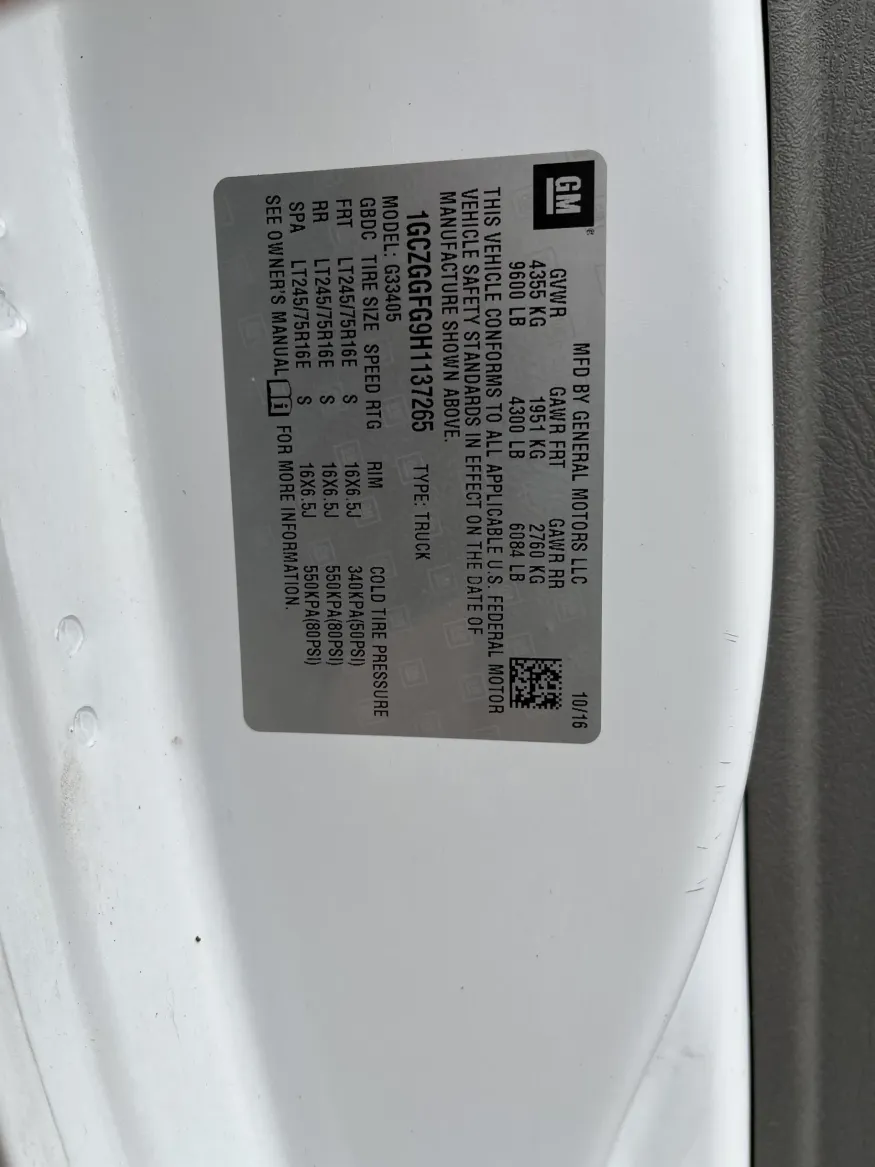 GM
MFD BY GENERAL MOTORS LLC 10/16
GVWR GAWR FRT GAWR RR
4355 KG 1951 KG 2760 KG
9600 LB 4300 LB 6084 LB
THIS VEHICLE CONFORMS TO ALL APPLICABLE U.S. FEDERAL MOTOR
VEHICLE SAFETY STANDARDS IN EFFECT ON THE DATE OF
MANUFACTURE SHOWN ABOVE.
1GCZGGFG9H1137265 TYPE: TRUCK
MODEL: G33405
GBDC TIRE SIZE SPEED RTG RIM COLD TIRE PRESSURE
FRT LT245/75R16E S 16X6.5J 340KPA(50PSI)
RR LT245/75R16E S 16X6.5J 550KPA(80PSI)
SPA LT245/75R16E S 16X6.5J 550KPA(80PSI)
SEE OWNER'S MANUAL i FOR MORE INFORMATION.